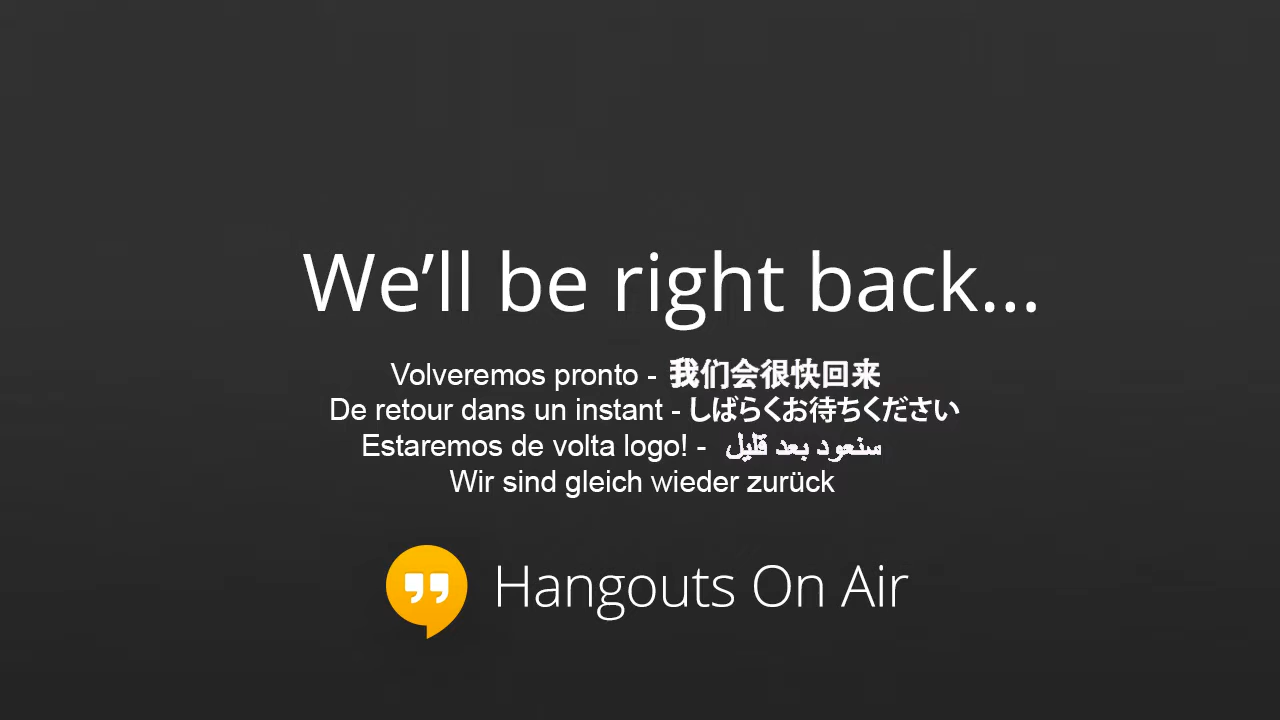 We’ll be right back...
Volveremos pronto - 我们会很快回来
De retour dans un instant - しばらくお待ちください
Estaremos de volta logo! - سنعود بعد قليل
Wir sind gleich wieder zurück
Hangouts On Air